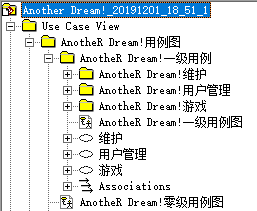 Another Dream!_20191201_18_51_1
Use Case View
AnotheR Dream!用例图
AnotheR Dream!一级用例
AnotheR Dream!维护
AnotheR Dream!用户管理
AnotheR Dream!游戏
AnotheR Dream!一级用例图
维护
用户管理
游戏
Associations
AnotheR Dream!零级用例图